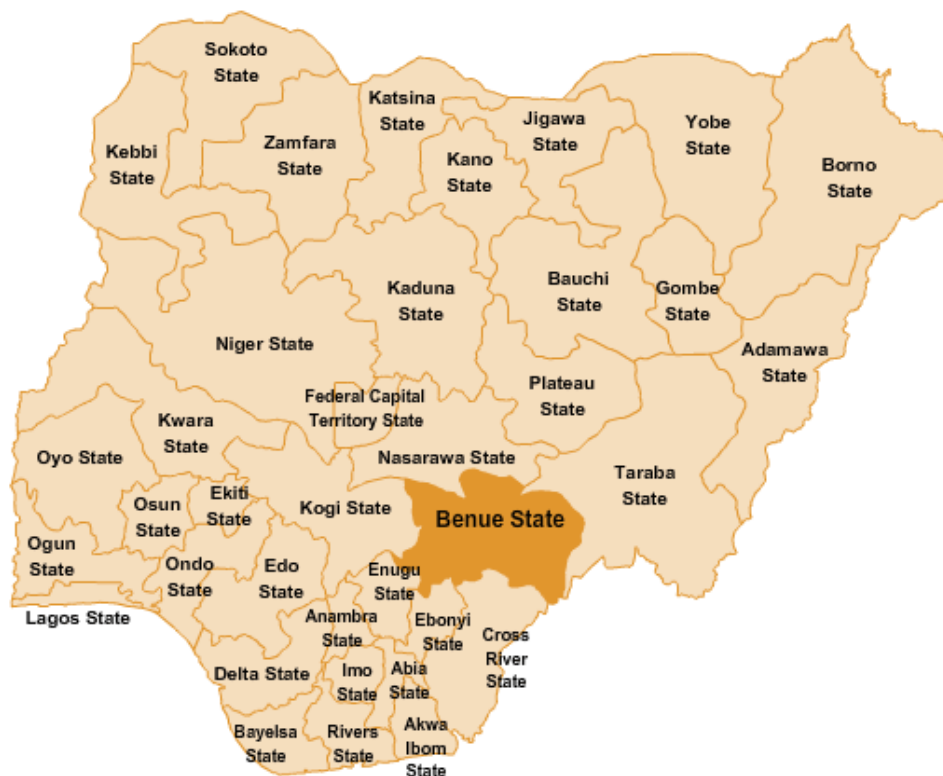 Sokoto
State
Katsina
State
Jigawa
State
Yobe
State
Kebbi
State
Zamfara
State
Kano
State
Borno
State
Kaduna
State
Bauchi
State
Gombe
State
Niger State
Adamawa
State
Federal Capital
Territory State
Plateau
State
Kwara
State
Oyo State
Nasarawa State
Taraba
State
Osun
State
Ekiti
State
Kogi State
Benue State
Ogun
State
Ondo
State
Edo
State
Enugu
State
Lagos State
Anambra
State
Ebonyi
State
Cross
River
State
Delta State
Imo
State
Abia
State
Bayelsa
State
Rivers
State
Akwa
Ibom
State